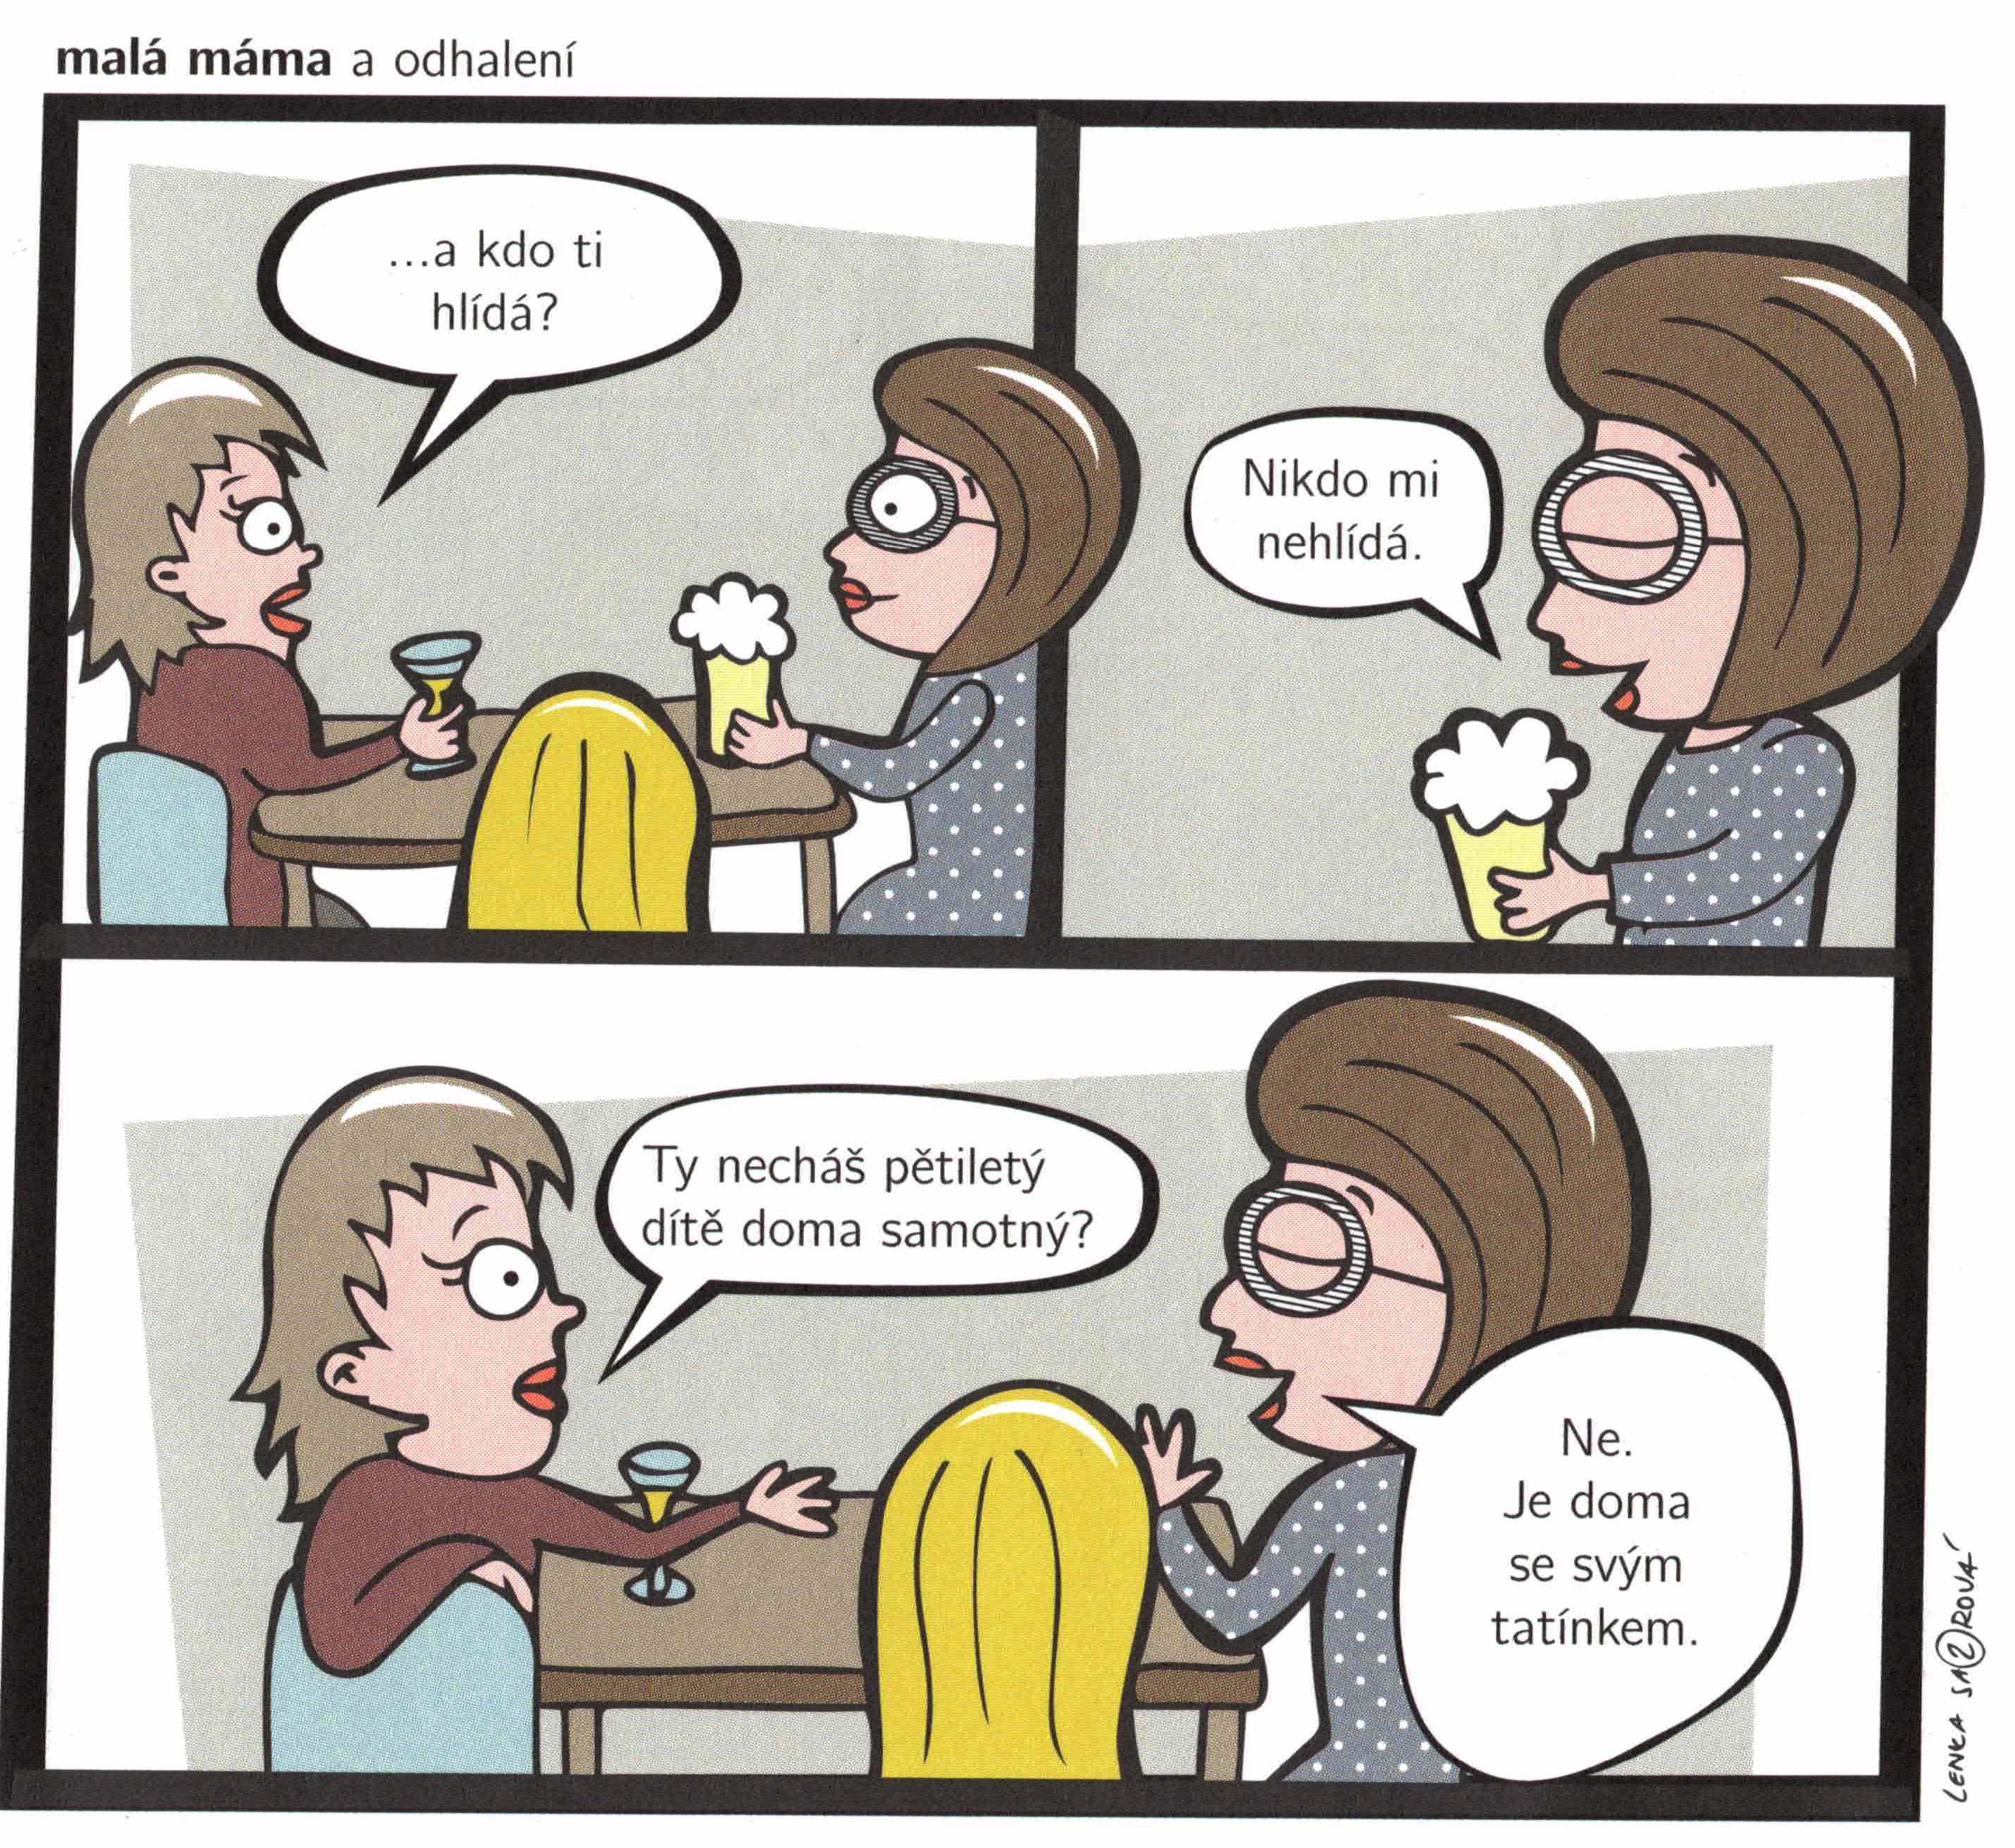 malá máma a odhalení
...a kdo ti
hlídá?
Nikdo mi
nehlídá.
Ty necháš pětiletý
dítě doma samotný?
Ne.
Je doma
se svým
tatínkem.
LENKA SA2ROVÁ